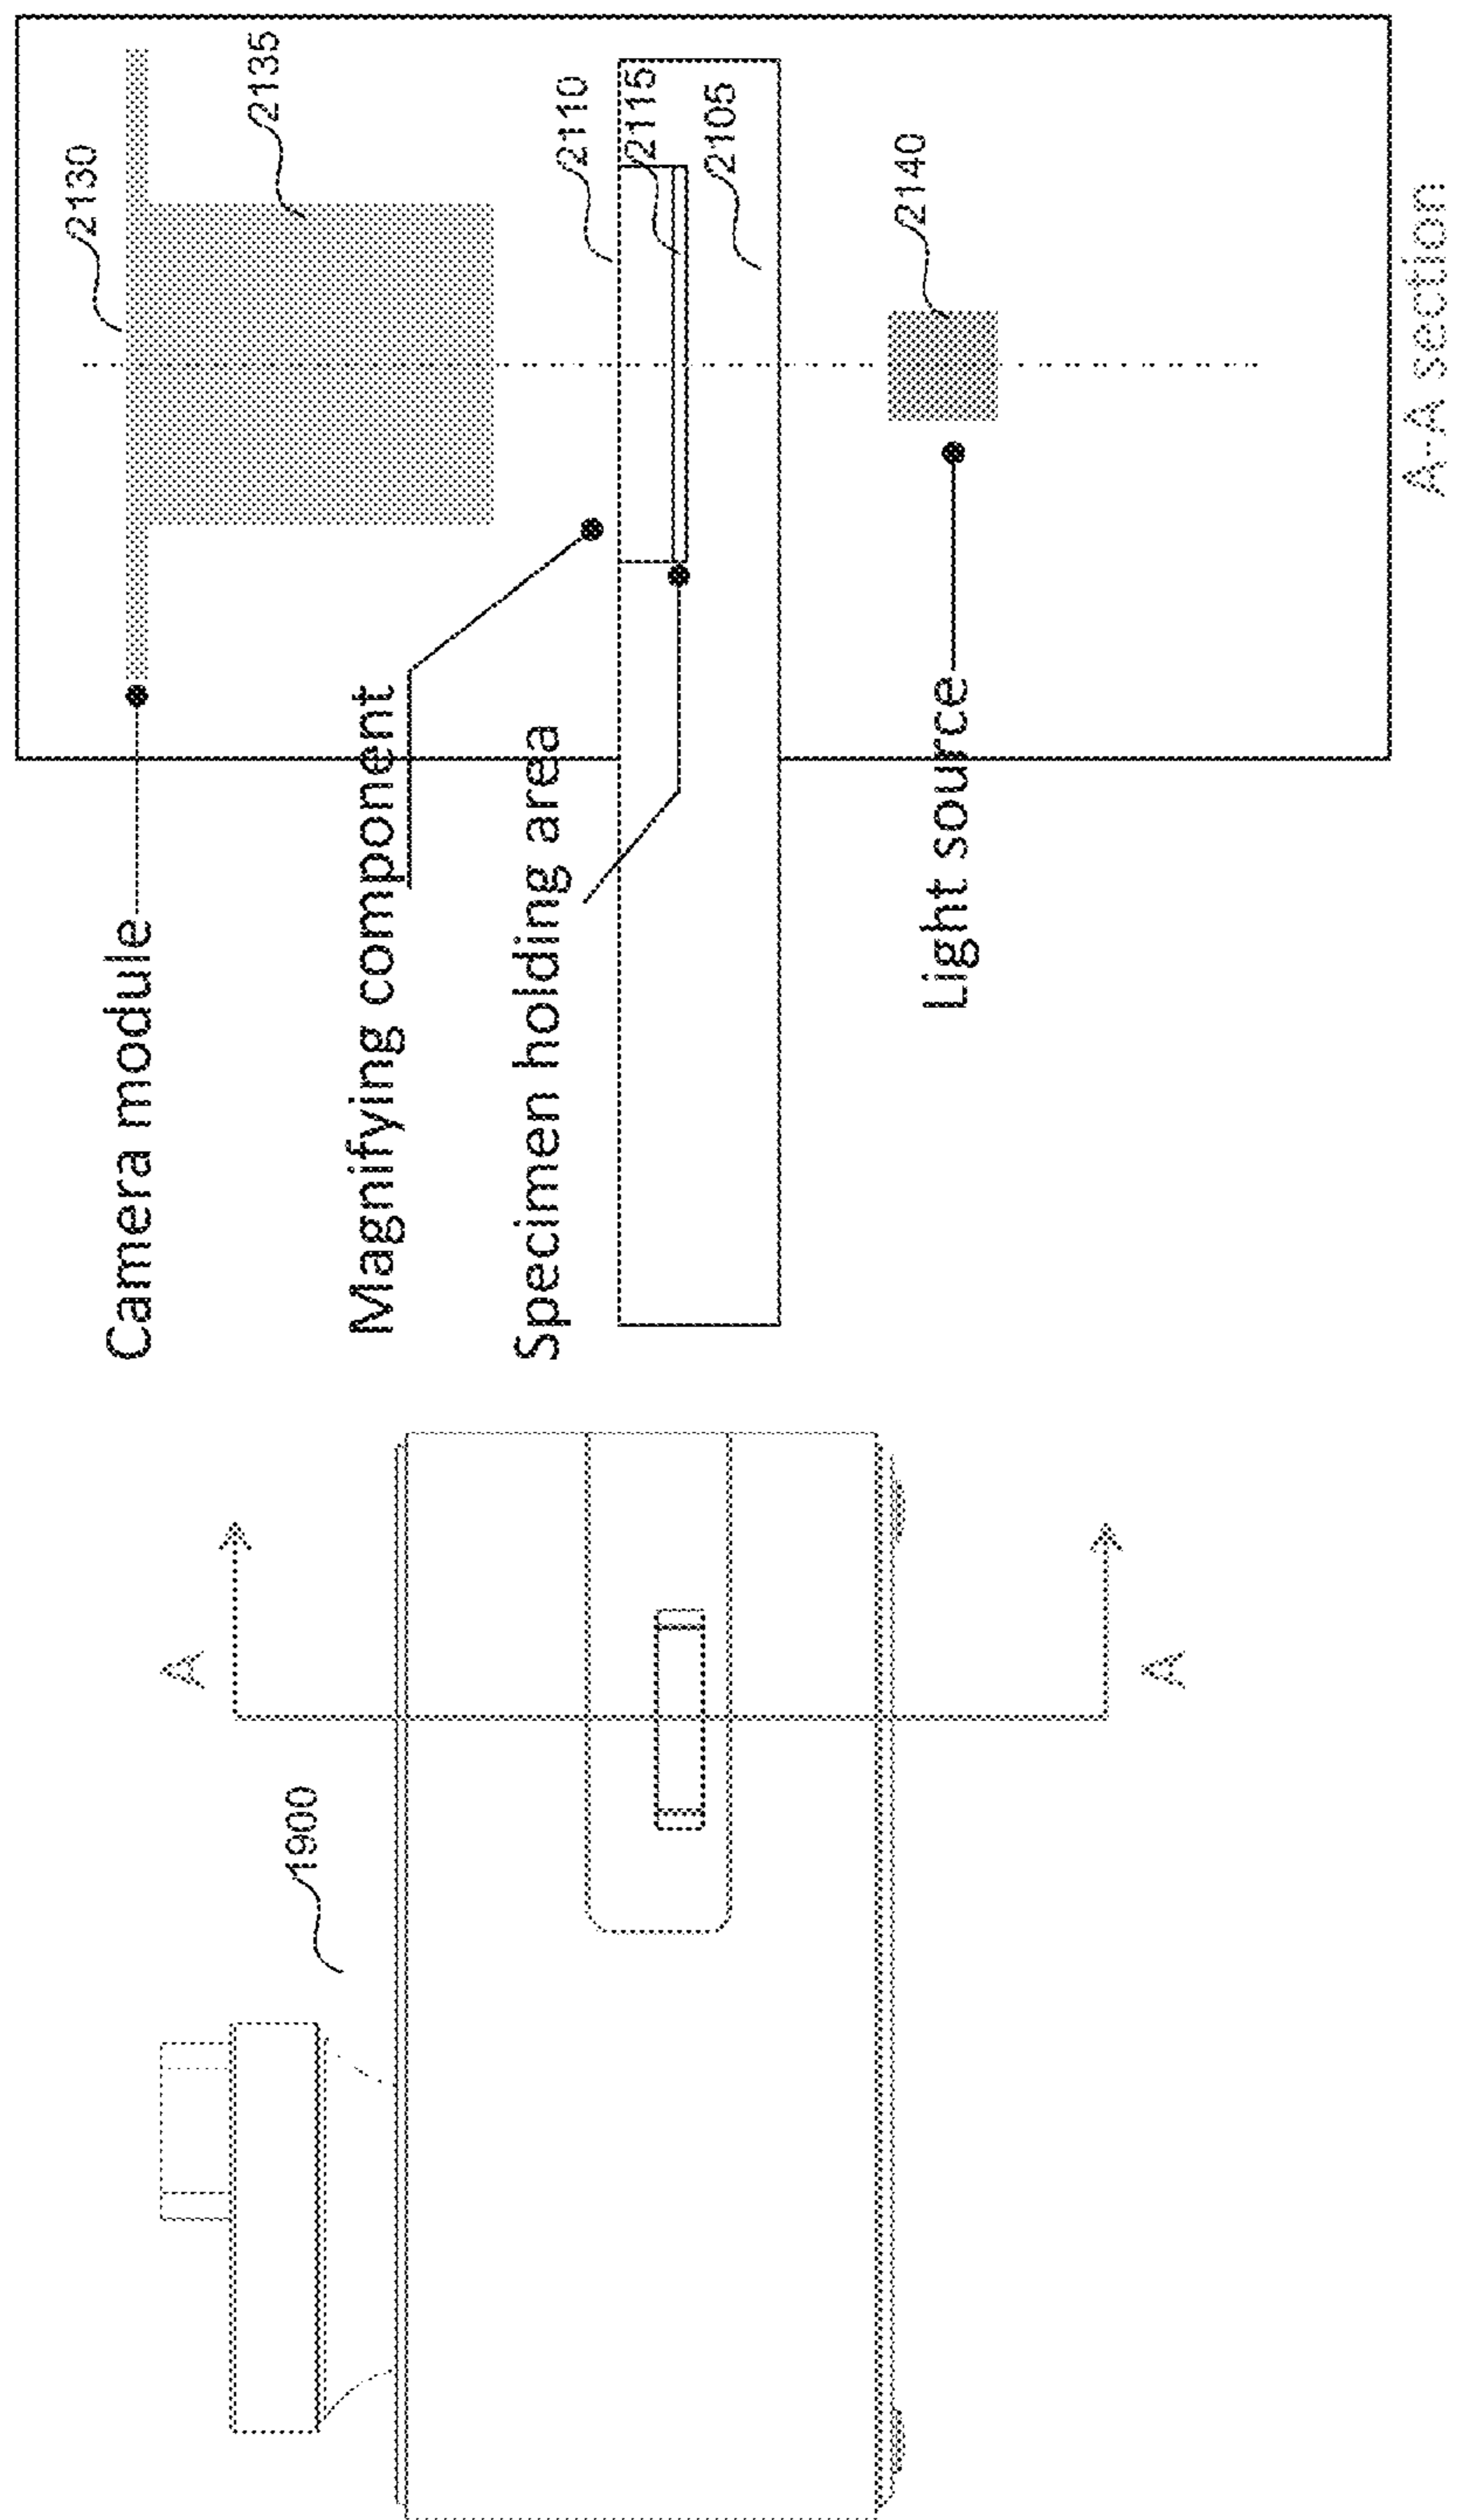 1900
A
A
Camera module
Magnifying component
Specimen holding area
Light source
2130
2135
2110
2115
2105
2140
A-A section